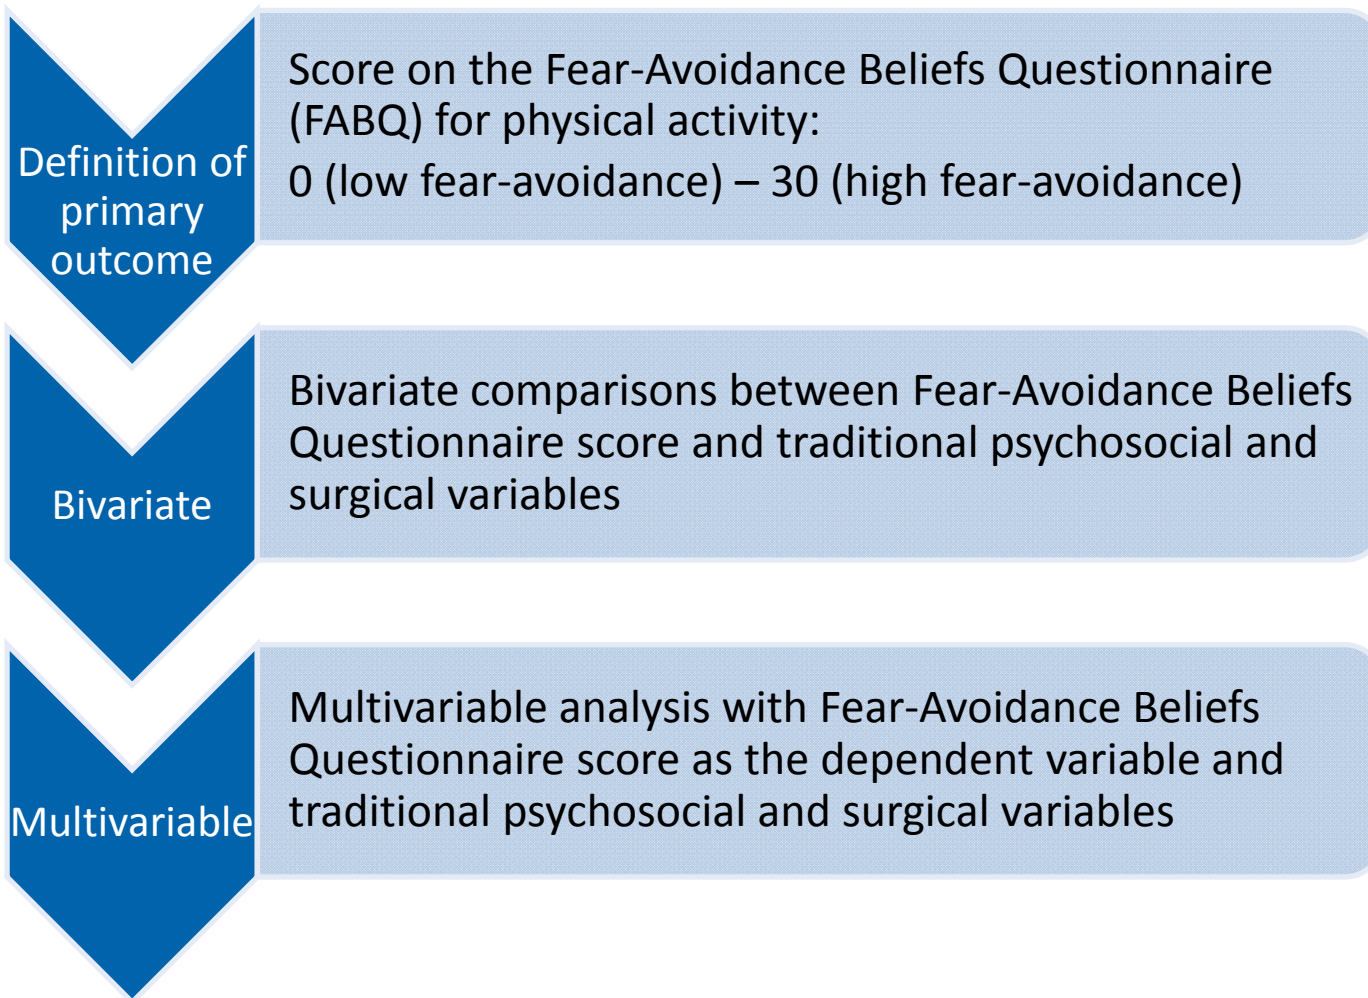 Definition of
primary
outcome
Score on the Fear-Avoidance Beliefs Questionnaire
(FABQ) for physical activity:
0 (low fear-avoidance) – 30 (high fear-avoidance)
Bivariate
Bivariate comparisons between Fear-Avoidance Beliefs
Questionnaire score and traditional psychosocial and
surgical variables
Multivariable
Multivariable analysis with Fear-Avoidance Beliefs
Questionnaire score as the dependent variable and
traditional psychosocial and surgical variables